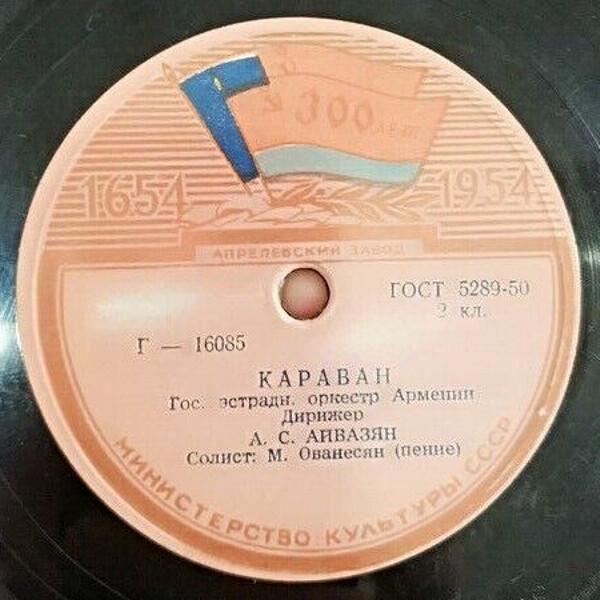 300 ЛЕТ
1654 1954
АПРЕЛЕВСКИЙ ЗАВОД
ГОСТ 5289-50
2 кл.
Г — 16085
КАРАВАН
Гос. эстрадн. оркестр Армении
Дирижер
А. С. АЙВАЗЯН
Солист: М. Ованесян (пение)
МИНИСТЕРСТВО КУЛЬТУРЫ СССР